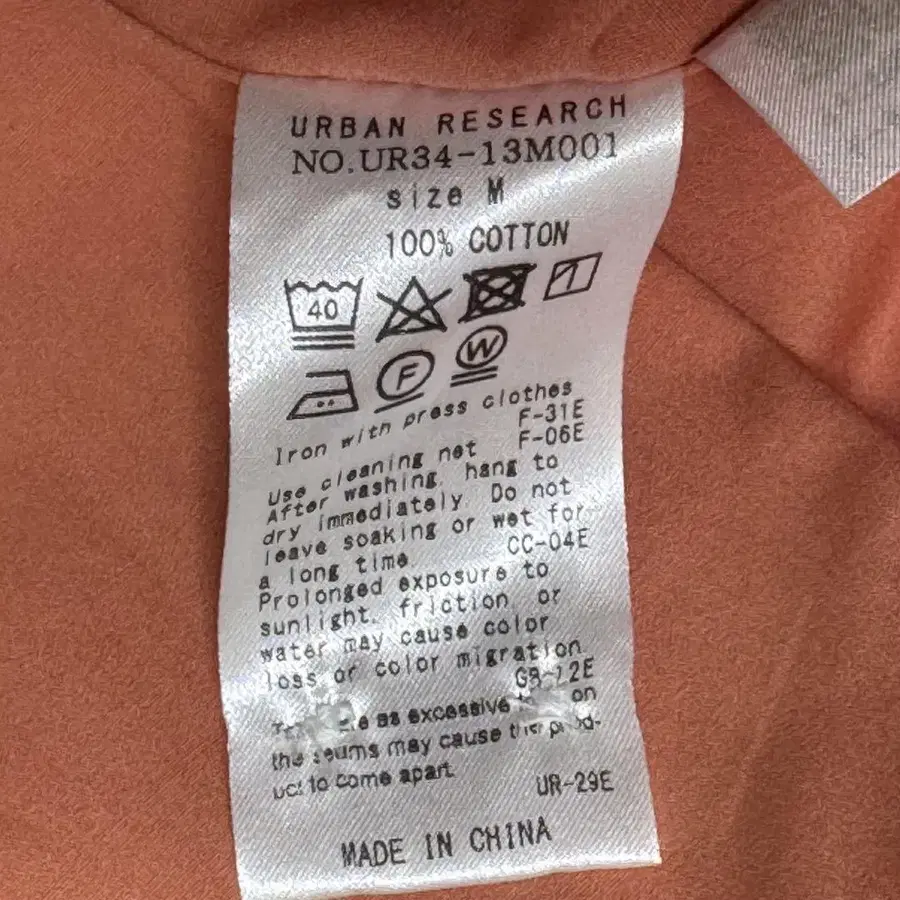 URBAN RESEARCH
NO.UR34-13M001
size M
100% COTTON
40
F W
Iron with press clothes
F-31E
Use cleaning net F-06E
After washing, hang to
dry immediately. Do not
leave soaking or wet for
a long time CC-04E
Prolonged exposure to
sunlight, friction, or
water may cause color
loss or color migration.
as excessive on
the seams may cause the
uct to come apart.
UR-29E
MADE IN CHINA